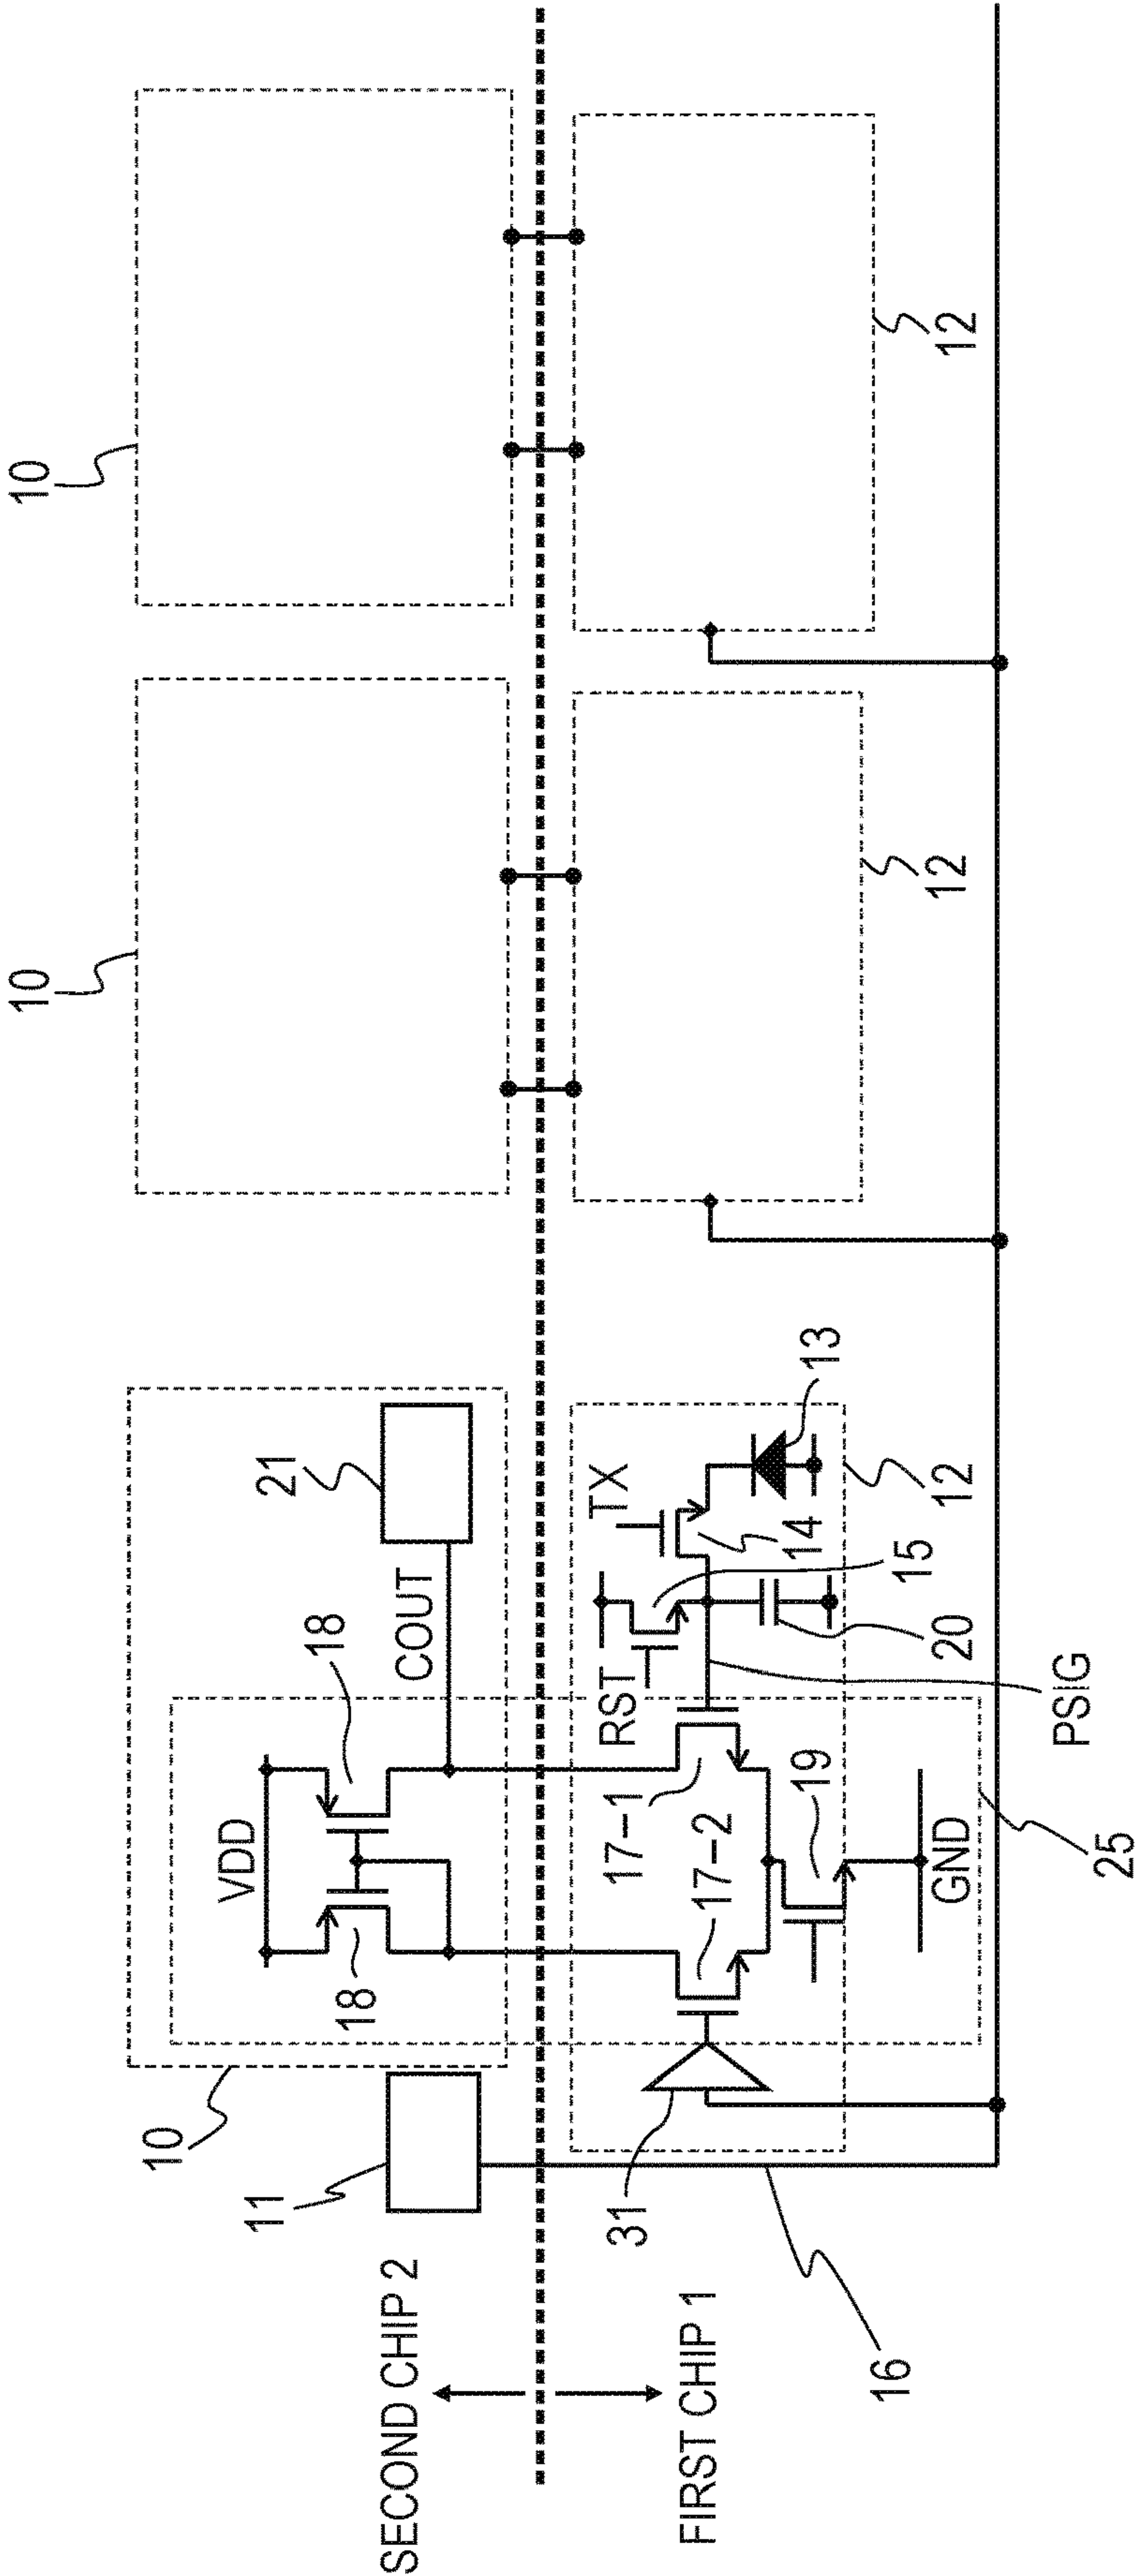 10
10
10
11
18
18
VDD
COUT
21
SECOND CHIP 2
FIRST CHIP 1
16
31
17-2
17-1
19
GND
25
RST
PSIG
15
20
TX
14
13
12
12
12